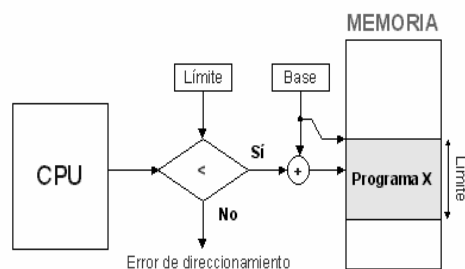 MEMORIA
Límite
Base
CPU
<
Sí
+
Programa X
Límite
No
Error de direccionamiento